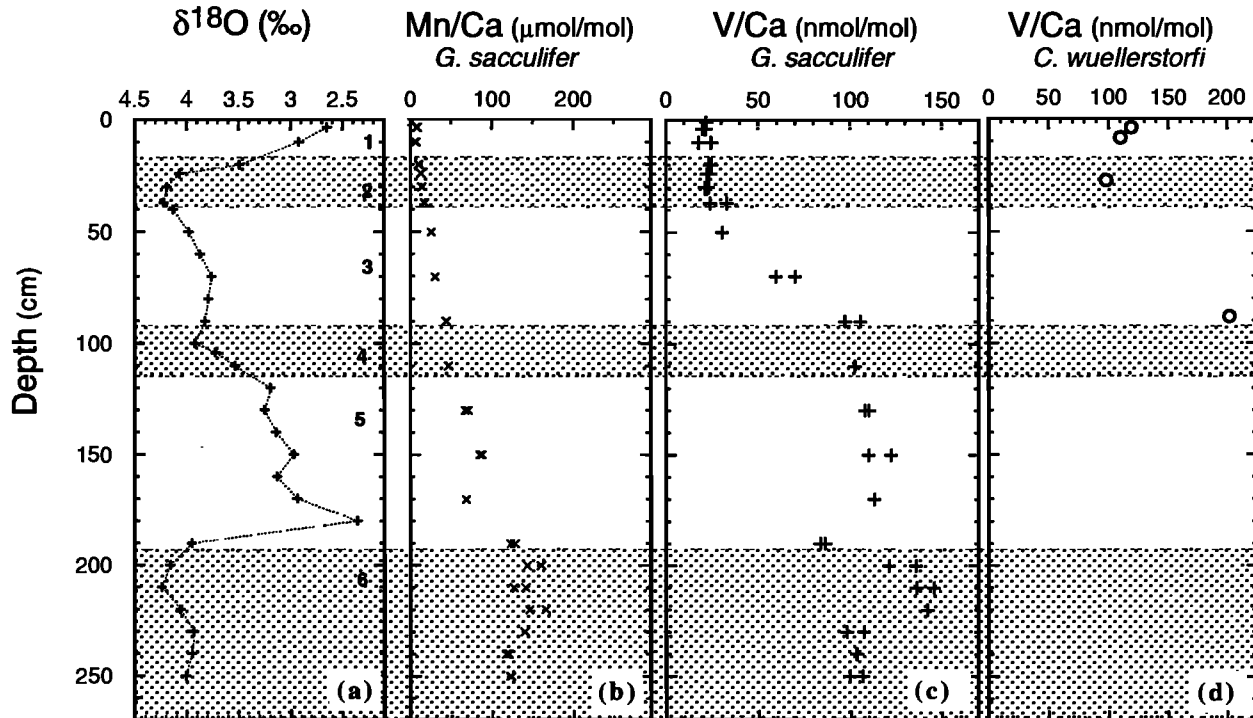 δ18O (‰)
Mn/Ca (μmol/mol)
G. sacculifer
V/Ca (nmol/mol)
G. sacculifer
V/Ca (nmol/mol)
C. wuellerstorfi
4.5 4 3.5 3 2.5
0 100 200
0 50 100 150
0 50 100 150 200
Depth (cm)
0
50
100
150
200
250
1
2
3
4
5
6
(a)
(b)
(c)
(d)